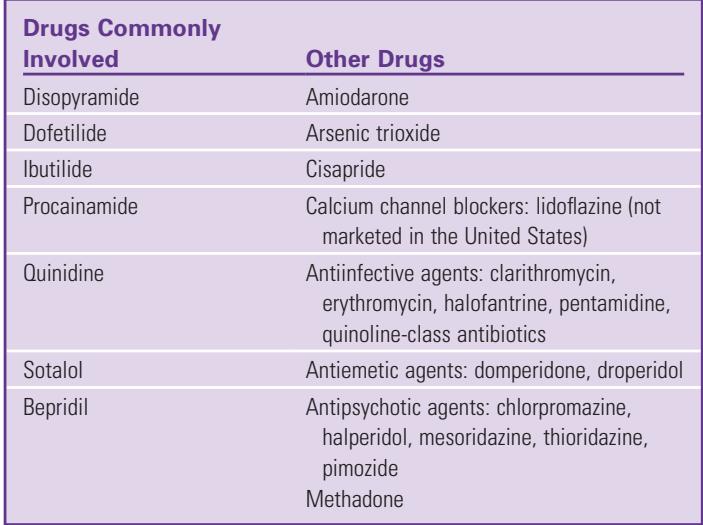 Drugs Commonly
Involved Other Drugs
Disopyramide Amiodarone
Dofetilide Arsenic trioxide
Ibutilide Cisapride
Procainamide Calcium channel blockers: lidoflazine (not
marketed in the United States)
Quinidine Antiinfective agents: clarithromycin,
erythromycin, halofantrine, pentamidine,
quinoline-class antibiotics
Sotalol Antiemetic agents: domperidone, droperidol
Bepridil Antipsychotic agents: chlorpromazine,
halperidol, mesoridazine, thioridazine,
pimozide
Methadone